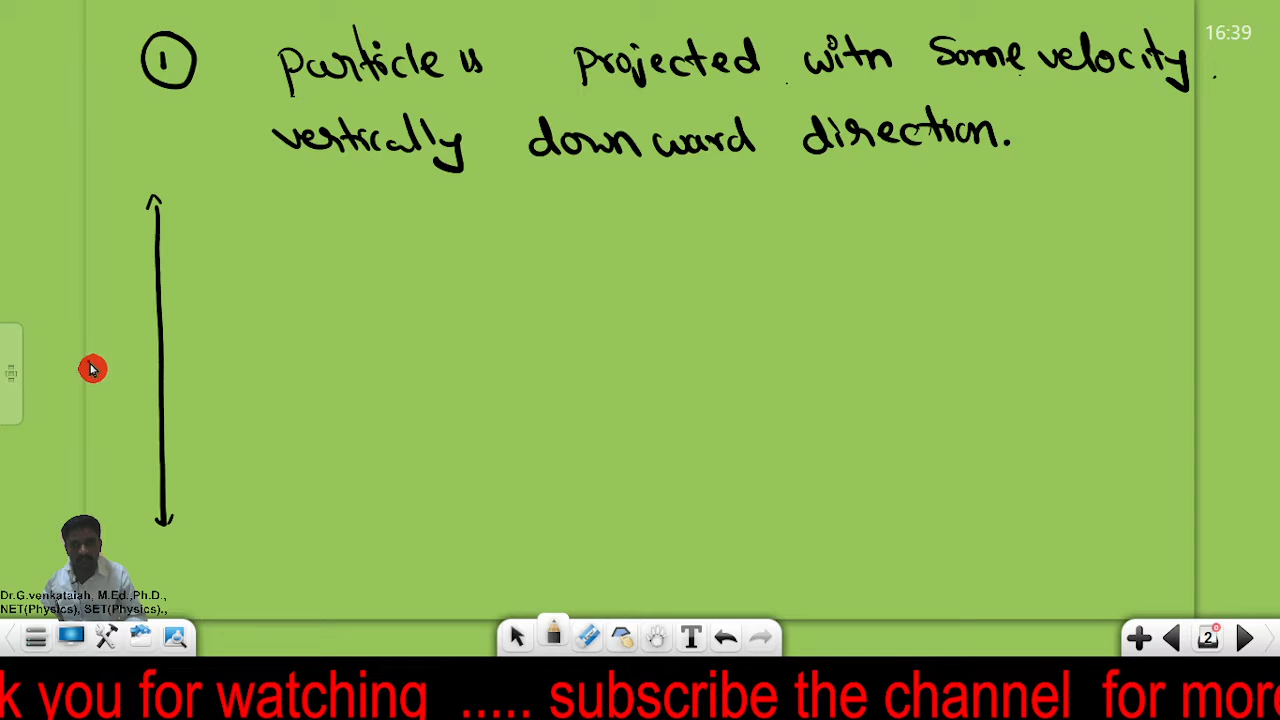 16:39
① Particle is projected with some velocity.
vertically downward direction.
Dr.G.venkataiah, M.Ed.,Ph.D.,
NET(Physics), SET(Physics).,
T
2
0
k you for watching ..... subscribe the channel for more